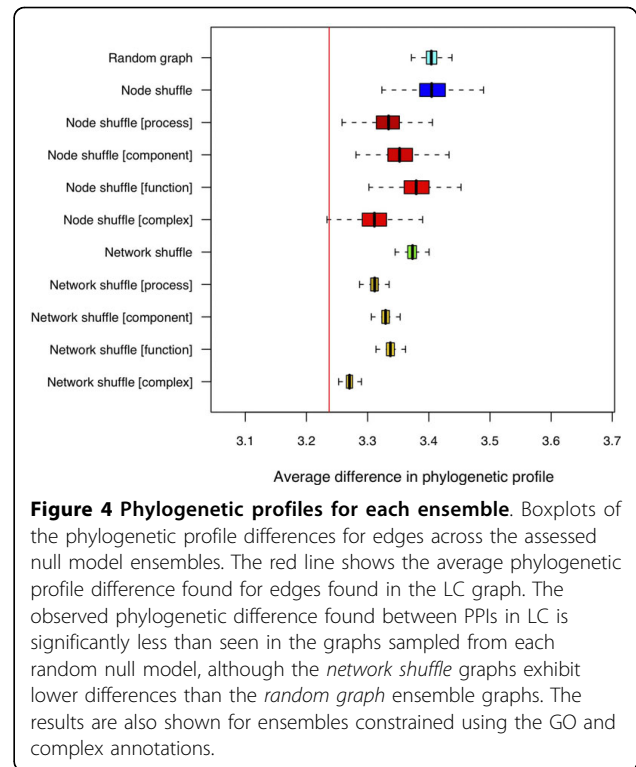 Random graph
Node shuffle
Node shuffle [process]
Node shuffle [component]
Node shuffle [function]
Node shuffle [complex]
Network shuffle
Network shuffle [process]
Network shuffle [component]
Network shuffle [function]
Network shuffle [complex]
3.1 3.2 3.3 3.4 3.5 3.6 3.7
Average difference in phylogenetic profile
Figure 4 Phylogenetic profiles for each ensemble. Boxplots of
the phylogenetic profile differences for edges across the assessed
null model ensembles. The red line shows the average phylogenetic
profile difference found for edges found in the LC graph. The
observed phylogenetic difference found between PPIs in LC is
significantly less than seen in the graphs sampled from each
random null model, although the network shuffle graphs exhibit
lower differences than the random graph ensemble graphs. The
results are also shown for ensembles constrained using the GO and
complex annotations.